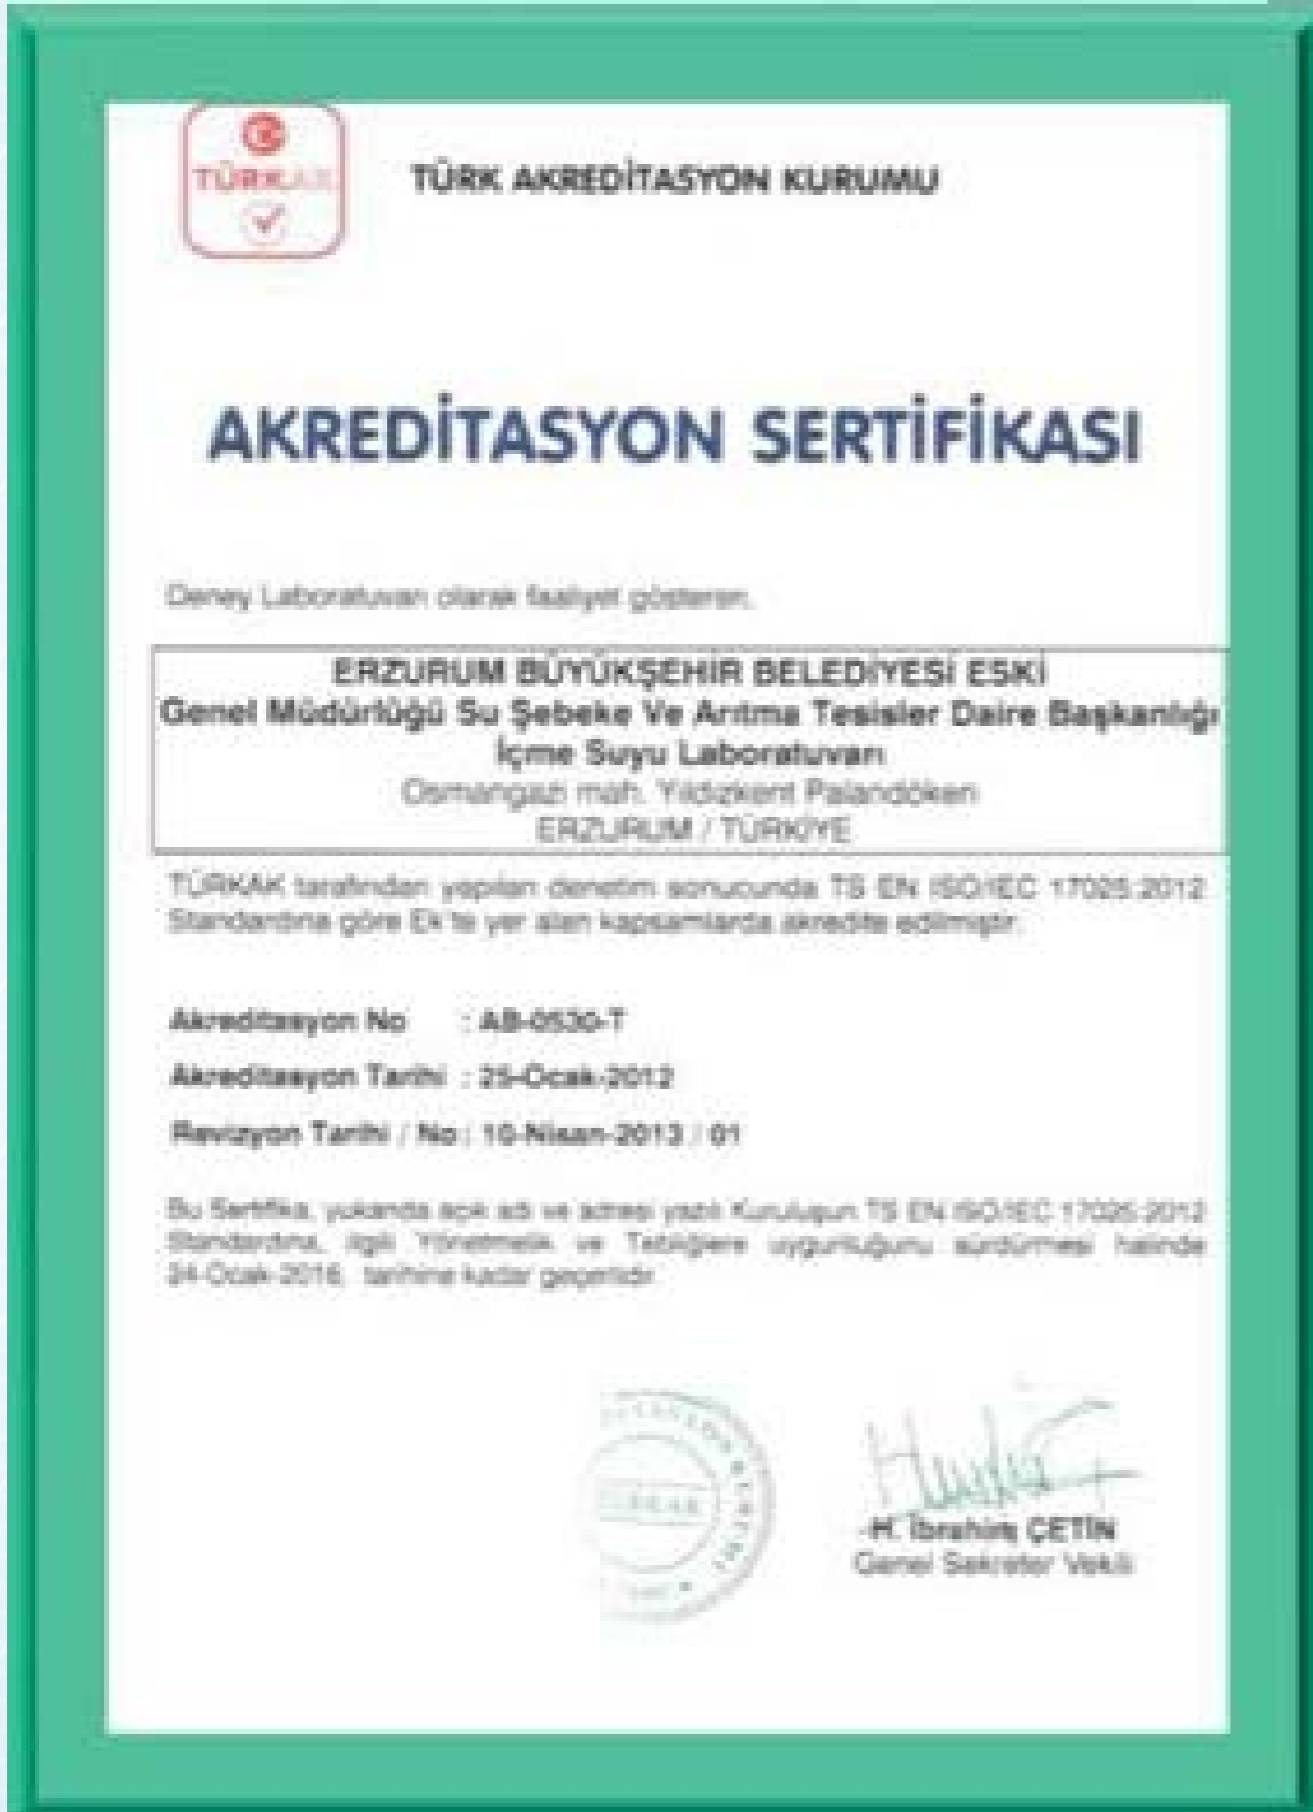 TÜRKAK
TÜRK AKREDİTASYON KURUMU
AKREDİTASYON SERTİFİKASI
Deney Laboratuvarı olarak faaliyet gösteren,
ERZURUM BÜYÜKŞEHİR BELEDİYESİ ESKİ
Genel Müdürlüğü Su Şebeke Ve Arıtma Tesisler Daire Başkanlığı
İçme Suyu Laboratuvarı
Osmangazi mah. Yıldızkent Palandöken
ERZURUM / TÜRKİYE
TÜRKAK tarafından yapılan denetim sonucunda TS EN ISO/IEC 17025:2012
Standardına göre Ek'te yer alan kapsamlarda akredite edilmiştir.
Akreditasyon No : AB-0530-T
Akreditasyon Tarihi : 25-Ocak-2012
Revizyon Tarihi / No : 10-Nisan-2013 / 01
Bu Sertifika, yukarıda açık adı ve adresi yazılı Kuruluşun TS EN ISO/IEC 17025:2012
Standardına, ilgili Yönetmelik ve Tebliğlere uygunluğunu sürdürmesi halinde
24-Ocak-2016, tarihine kadar geçerlidir.
TÜRKAK
H. İbrahim ÇETİN
Genel Sekreter Vekili